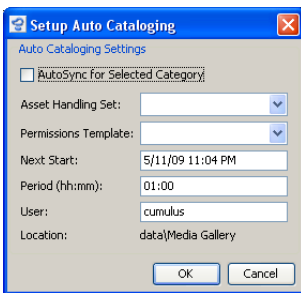 Setup Auto Cataloging
Auto Cataloging Settings
AutoSync for Selected Category
Asset Handling Set:
Permissions Template:
Next Start: 5/11/09 11:04 PM
Period (hh:mm): 01:00
User: cumulus
Location: data\Media Gallery
OK Cancel